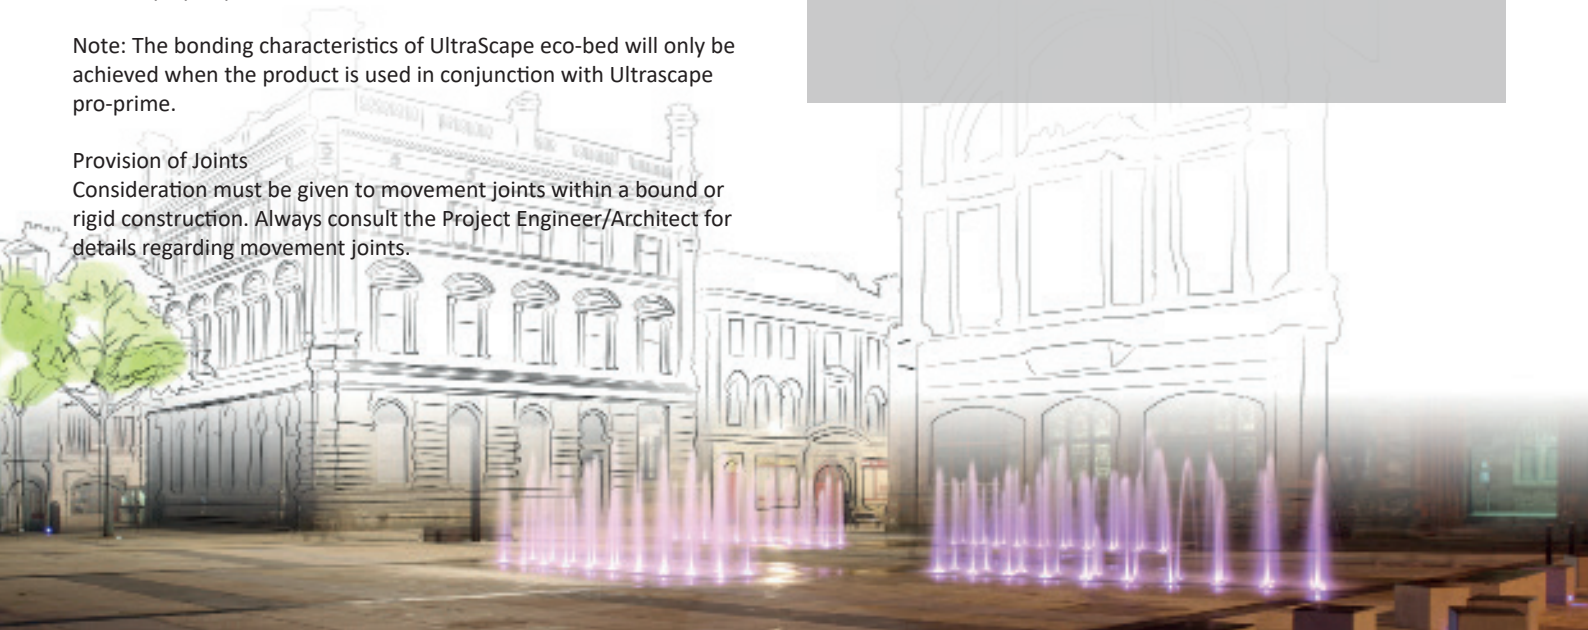 Note: The bonding characteristics of UltraScape eco-bed will only be
achieved when the product is used in conjunction with Ultrascape
pro-prime.
Provision of Joints
Consideration must be given to movement joints within a bound or
rigid construction. Always consult the Project Engineer/Architect for
details regarding movement joints.